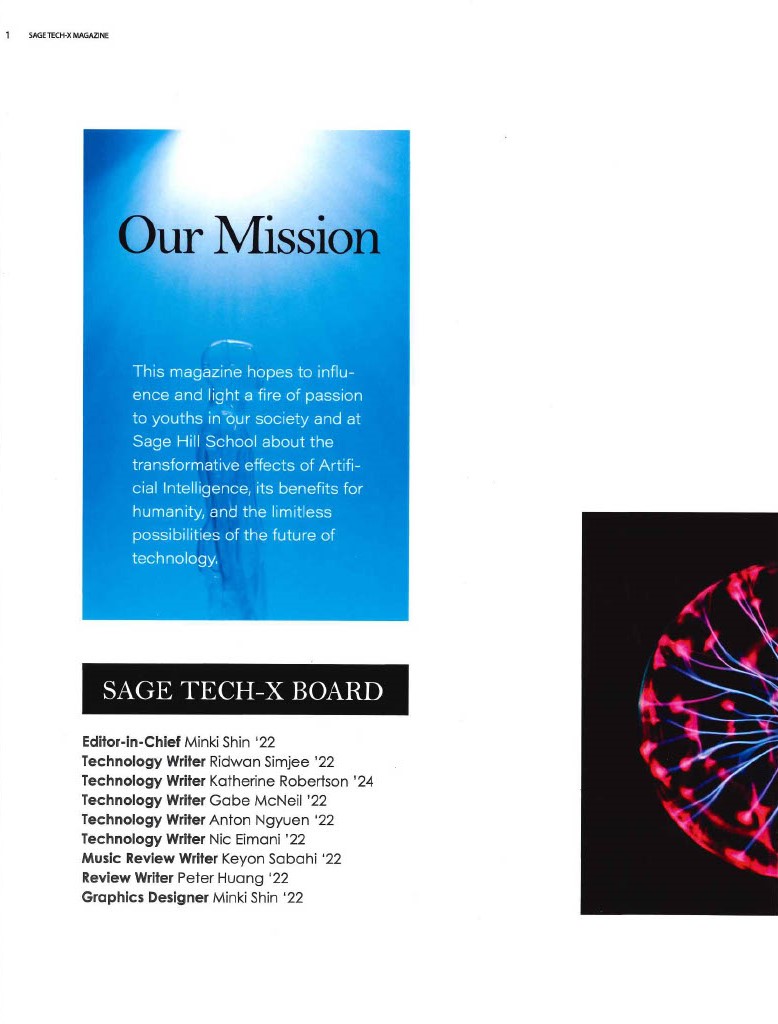 1 SAGE TECH-X MAGAZINE
Our Mission
This magazine hopes to influ-
ence and light a fire of passion
to youths in our society and at
Sage Hill School about the
transformative effects of Artifi-
cial Intelligence, its benefits for
humanity, and the limitless
possibilities of the future of
technology.
SAGE TECH-X BOARD
Editor-in-Chief Minki Shin ‘22
Technology Writer Ridwan Simjee ’22
Technology Writer Katherine Robertson ’24
Technology Writer Gabe McNeil ’22
Technology Writer Anton Ngyuen ‘22
Technology Writer Nic Eimani ’22
Music Review Writer Keyon Sabahi ‘22
Review Writer Peter Huang ‘22
Graphics Designer Minki Shin ‘22